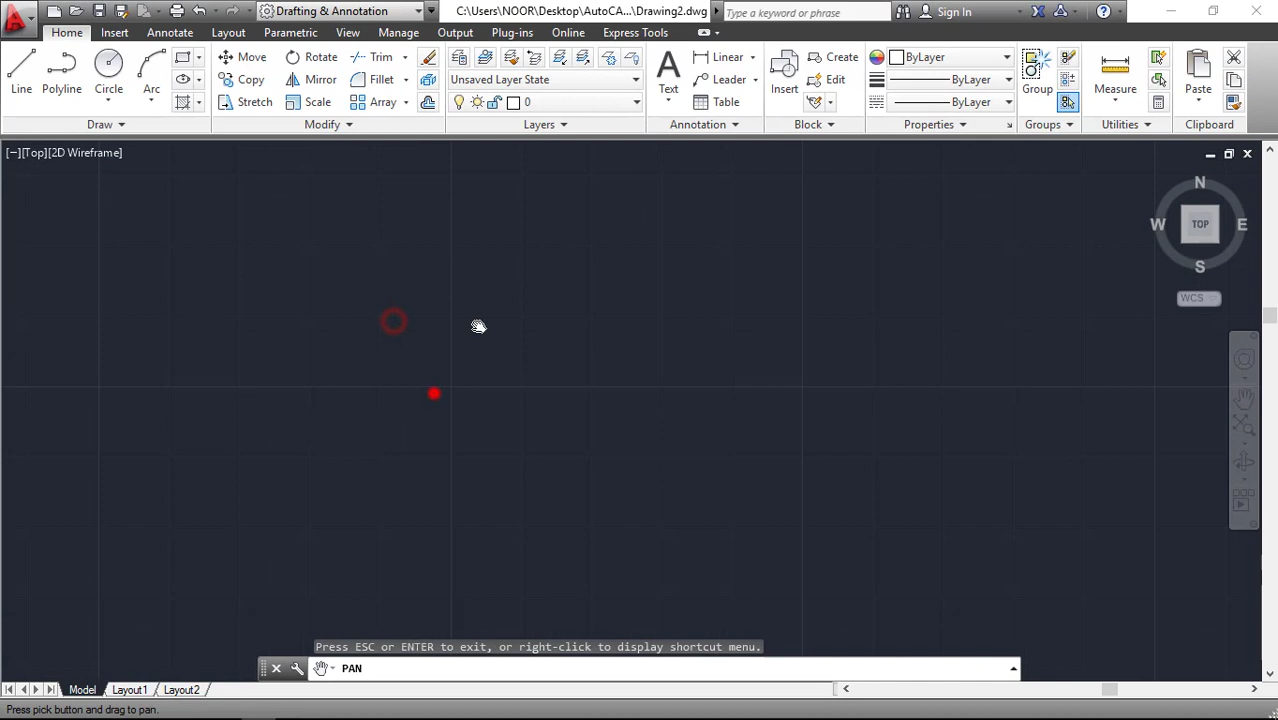 Drafting & Annotation
C:\Users\NOOR\Desktop\AutoCA...\Drawing2.dwg
Type a keyword or phrase
Sign In
Home Insert Annotate Layout Parametric View Manage Output Plug-ins Online Express Tools
Line
Polyline
Circle
Arc
Draw
Move Rotate Trim
Copy Mirror Fillet
Stretch Scale Array
Modify
Unsaved Layer State
0
Layers
Text
Linear
Leader
Table
Annotation
Insert
Create
Edit
Block
ByLayer
ByLayer
ByLayer
Properties
Group
Groups
Measure
Utilities
Paste
Clipboard
[−][Top][2D Wireframe]
N
W TOP E
S
WCS
Press ESC or ENTER to exit, or right-click to display shortcut menu.
PAN
Model Layout1 Layout2
Press pick button and drag to pan.